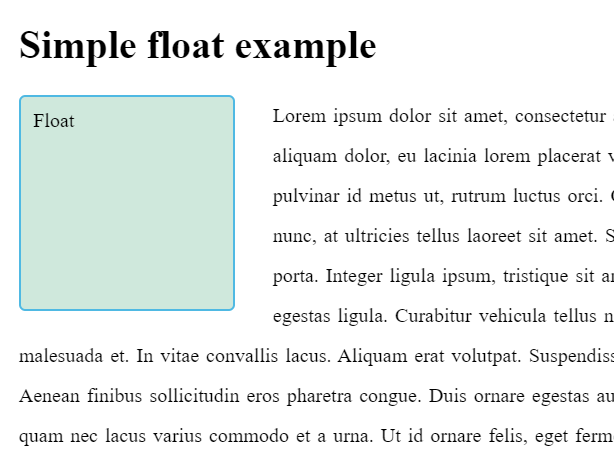 Simple float example
Float
Lorem ipsum dolor sit amet, consectetur
aliquam dolor, eu lacinia lorem placerat
pulvinar id metus ut, rutrum luctus orci.
nunc, at ultricies tellus laoreet sit amet.
porta. Integer ligula ipsum, tristique sit
egestas ligula. Curabitur vehicula tellus
malesuada et. In vitae convallis lacus. Aliquam erat volutpat. Suspendiss
Aenean finibus sollicitudin eros pharetra congue. Duis ornare egestas au
quam nec lacus varius commodo et a urna. Ut id ornare felis, eget ferm